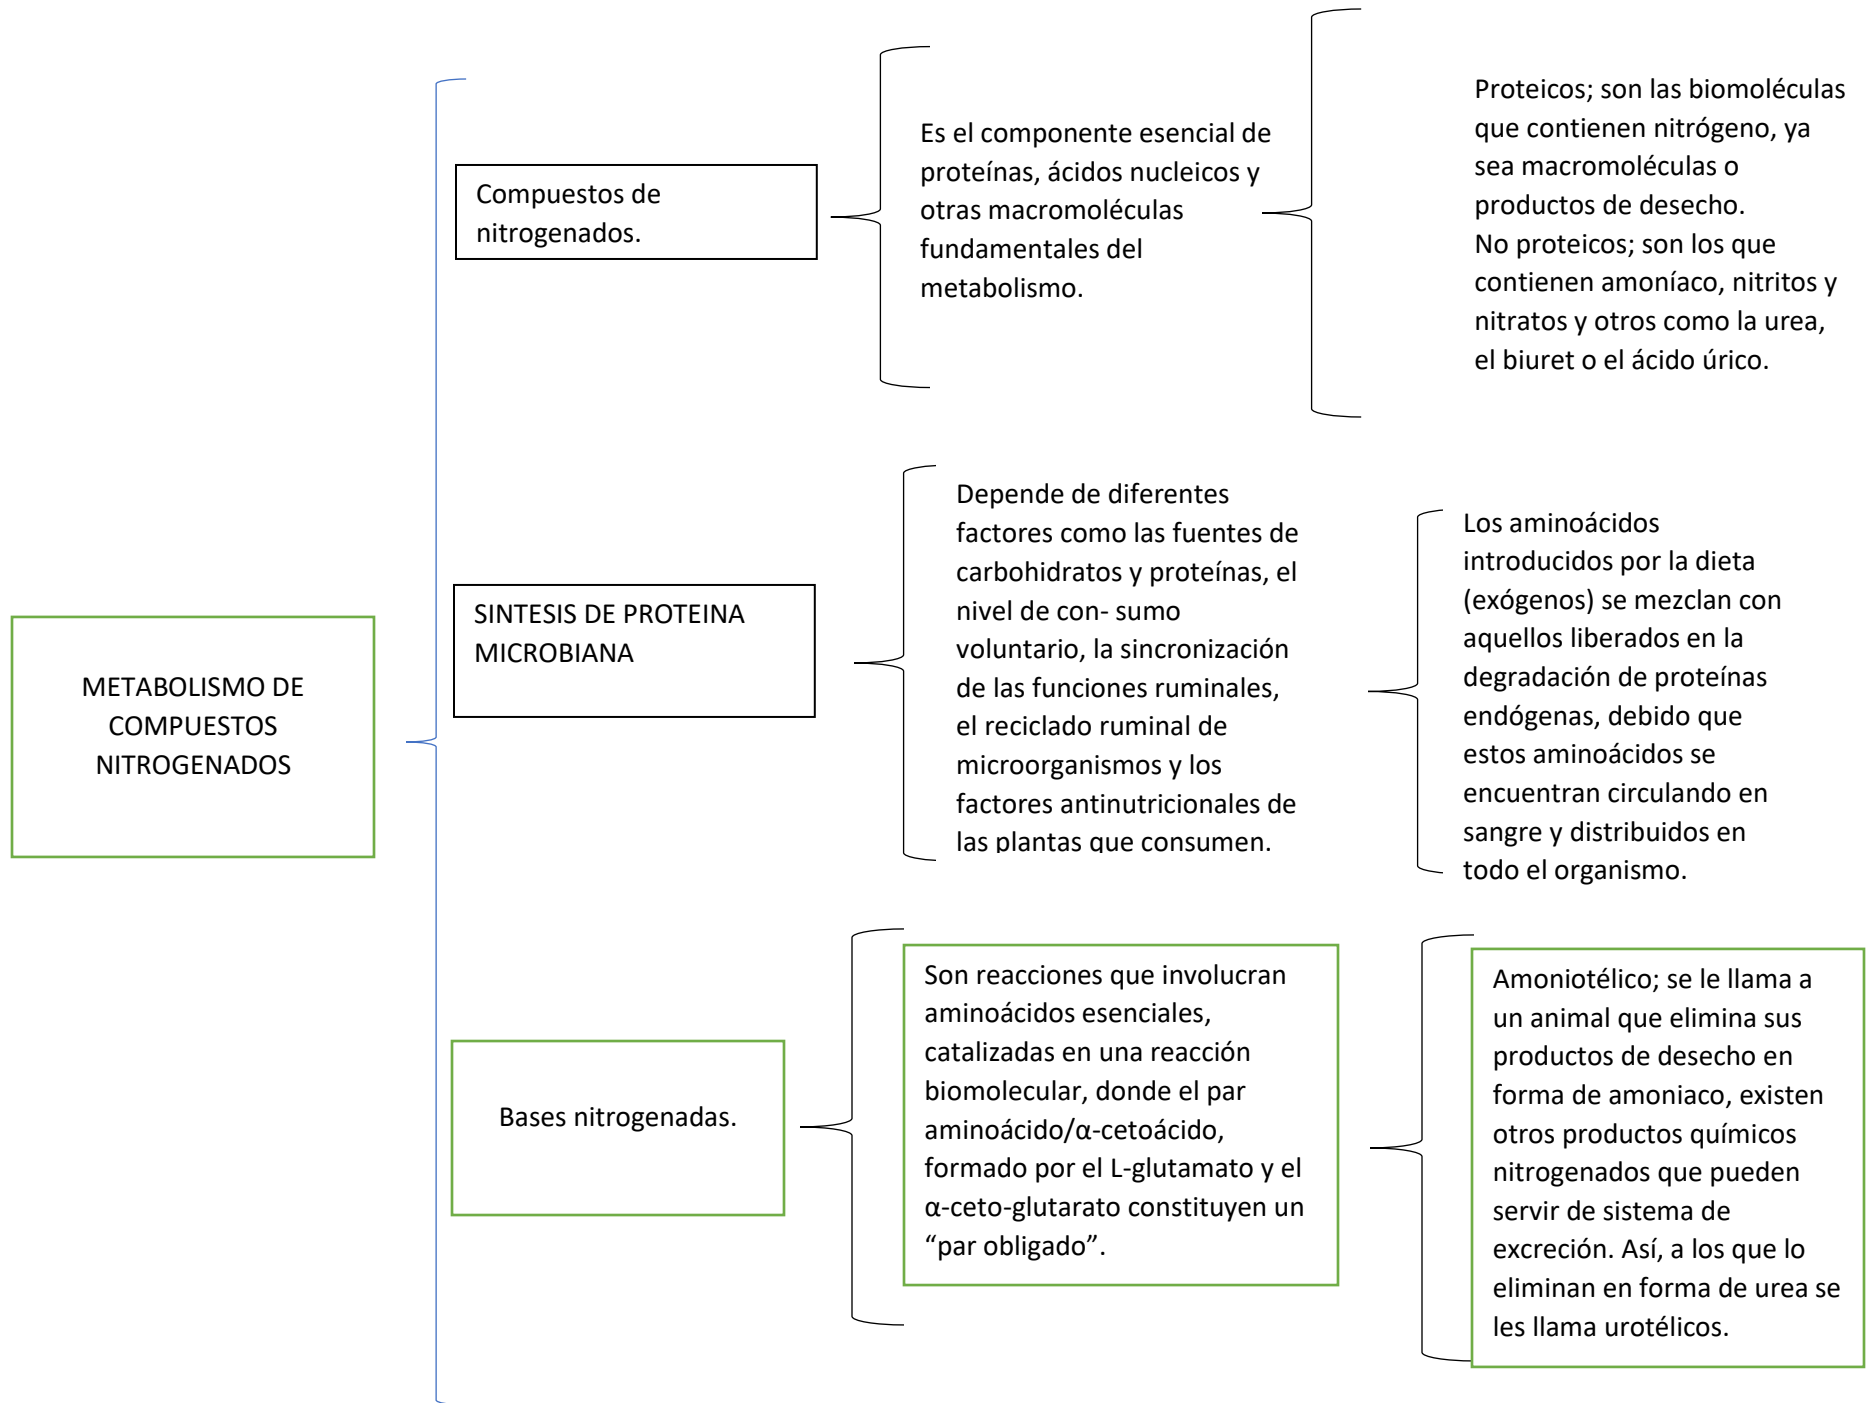 METABOLISMO DE
COMPUESTOS
NITROGENADOS
Compuestos de
nitrogenados.
Es el componente esencial de
proteínas, ácidos nucleicos y
otras macromoléculas
fundamentales del
metabolismo.
Proteicos; son las biomoléculas
que contienen nitrógeno, ya
sea macromoléculas o
productos de desecho.
No proteicos; son los que
contienen amoníaco, nitritos y
nitratos y otros como la urea,
el biuret o el ácido úrico.
SINTESIS DE PROTEINA
MICROBIANA
Depende de diferentes
factores como las fuentes de
carbohidratos y proteínas, el
nivel de con- sumo
voluntario, la sincronización
de las funciones ruminales,
el reciclado ruminal de
microorganismos y los
factores antinutricionales de
las plantas que consumen.
Los aminoácidos
introducidos por la dieta
(exógenos) se mezclan con
aquellos liberados en la
degradación de proteínas
endógenas, debido que
estos aminoácidos se
encuentran circulando en
sangre y distribuidos en
todo el organismo.
Bases nitrogenadas.
Son reacciones que involucran
aminoácidos esenciales,
catalizadas en una reacción
biomolecular, donde el par
aminoácido/α-cetoácido,
formado por el L-glutamato y el
α-ceto-glutarato constituyen un
“par obligado”.
Amoniotélico; se le llama a
un animal que elimina sus
productos de desecho en
forma de amoniaco, existen
otros productos químicos
nitrogenados que pueden
servir de sistema de
excreción. Así, a los que lo
eliminan en forma de urea se
les llama urotélicos.